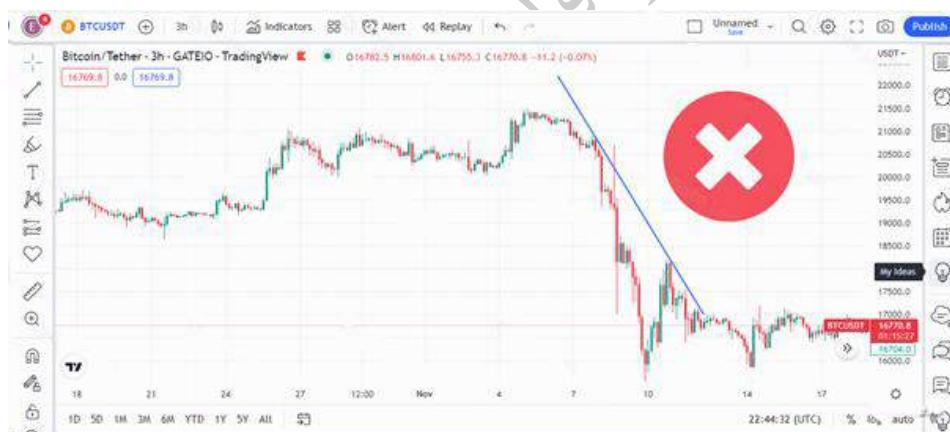 BTCUSDT 3h Indicators Alert Replay Unnamed Save Publish
Bitcoin/Tether - 3h - GATEIO - TradingView O16782.5 H16801.6 L16755.3 C16770.8 -11.2 (-0.07%) USDT
16769.8 0.0 16769.8
22000.0
21500.0
21000.0
20500.0
20000.0
19500.0
19000.0
18500.0
My Ideas
17500.0
17000.0
BTCUSDT 16770.8
01:15:27
16704.0
16000.0
18 21 24 27 12:00 Nov 4 7 10 14 17
1D 5D 1M 3M 6M YTD 1Y 5Y All 22:44:32 (UTC) % log auto